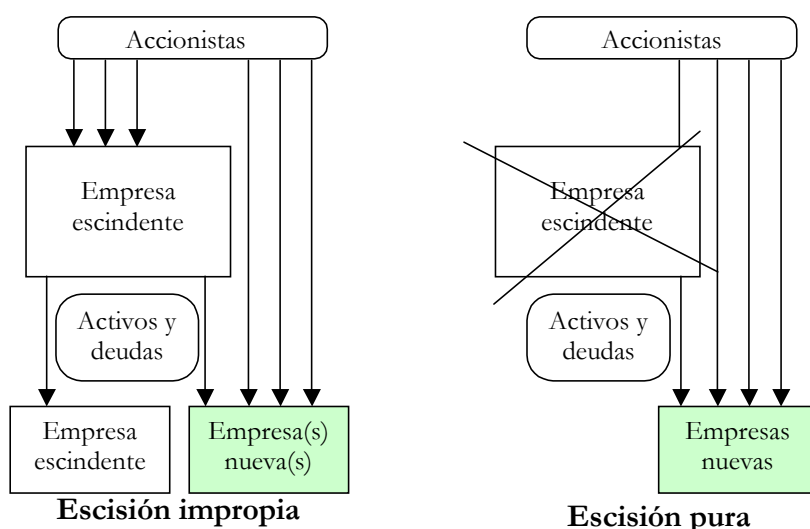 Accionistas
Empresa
escindente
Activos y
deudas
Empresa
escindente
Empresa(s)
nueva(s)
Escisión impropia
Accionistas
Empresa
escindente
Activos y
deudas
Empresas
nuevas
Escisión pura